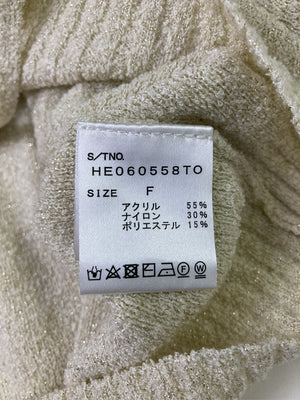 S/TNO.
HE060558TO
SIZE F
アクリル 55%
ナイロン 30%
ポリエステル 15%
F W